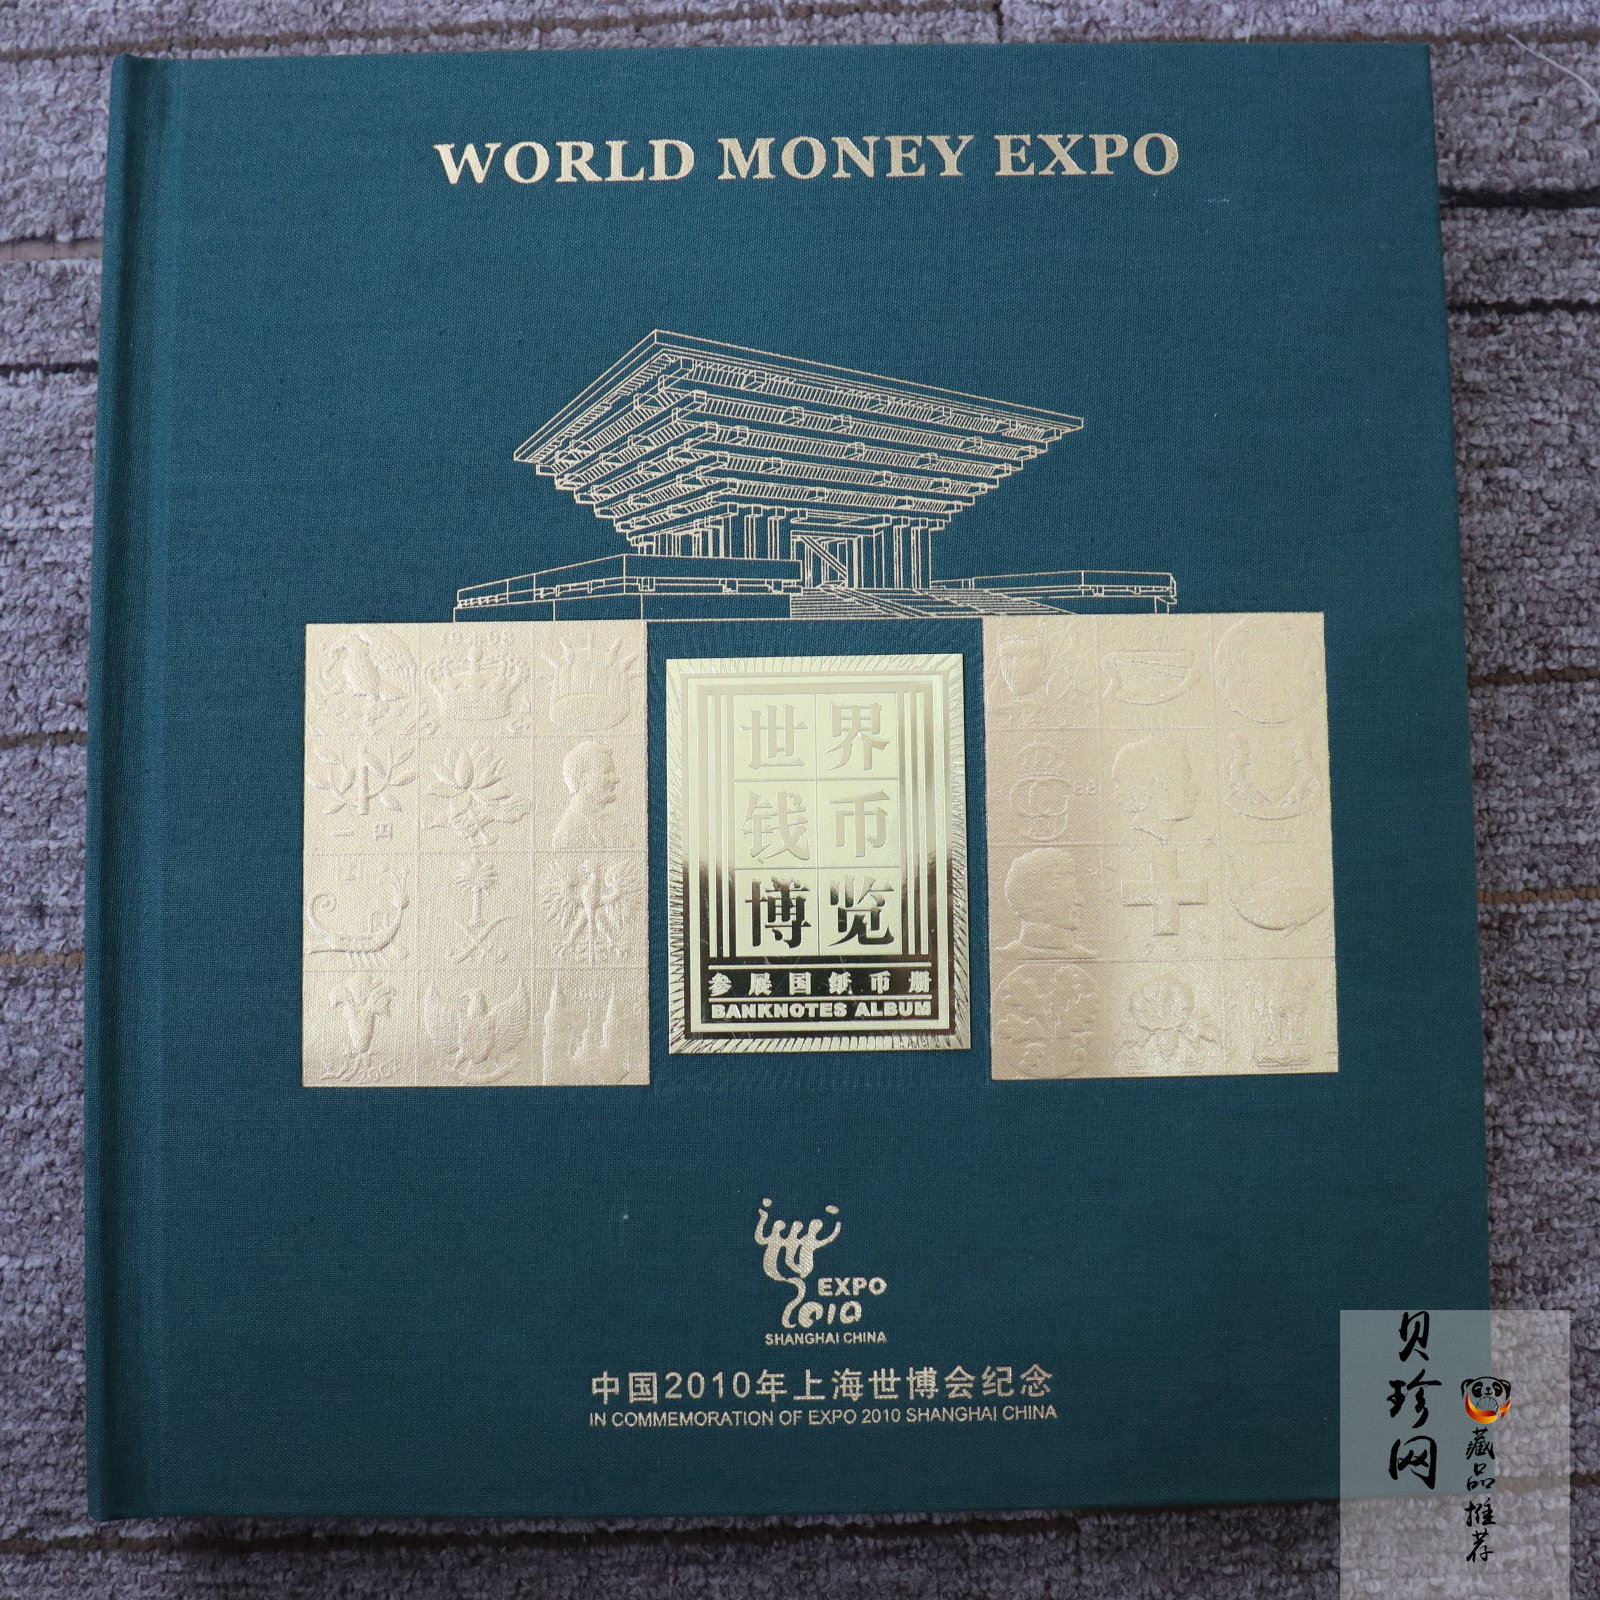 WORLD MONEY EXPO
世界
钱币
博览
参展国纸币册
BANKNOTES ALBUM
EXPO
2010
SHANGHAI CHINA
中国2010年上海世博会纪念
IN COMMEMORATION OF EXPO 2010 SHANGHAI CHINA
贝珍网
藏品推荐